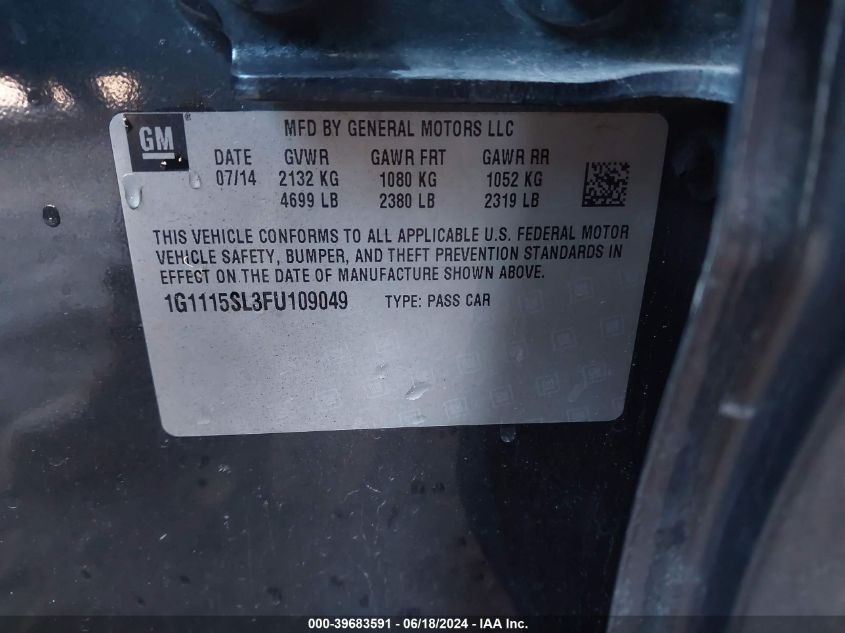 GM
MFD BY GENERAL MOTORS LLC
DATE GVWR GAWR FRT GAWR RR
07/14 2132 KG 1080 KG 1052 KG
4699 LB 2380 LB 2319 LB
THIS VEHICLE CONFORMS TO ALL APPLICABLE U.S. FEDERAL MOTOR
VEHICLE SAFETY, BUMPER, AND THEFT PREVENTION STANDARDS IN
EFFECT ON THE DATE OF MANUFACTURE SHOWN ABOVE.
1G1115SL3FU109049 TYPE: PASS CAR
000-39683591 / 06/18/2024 - IAA Inc.